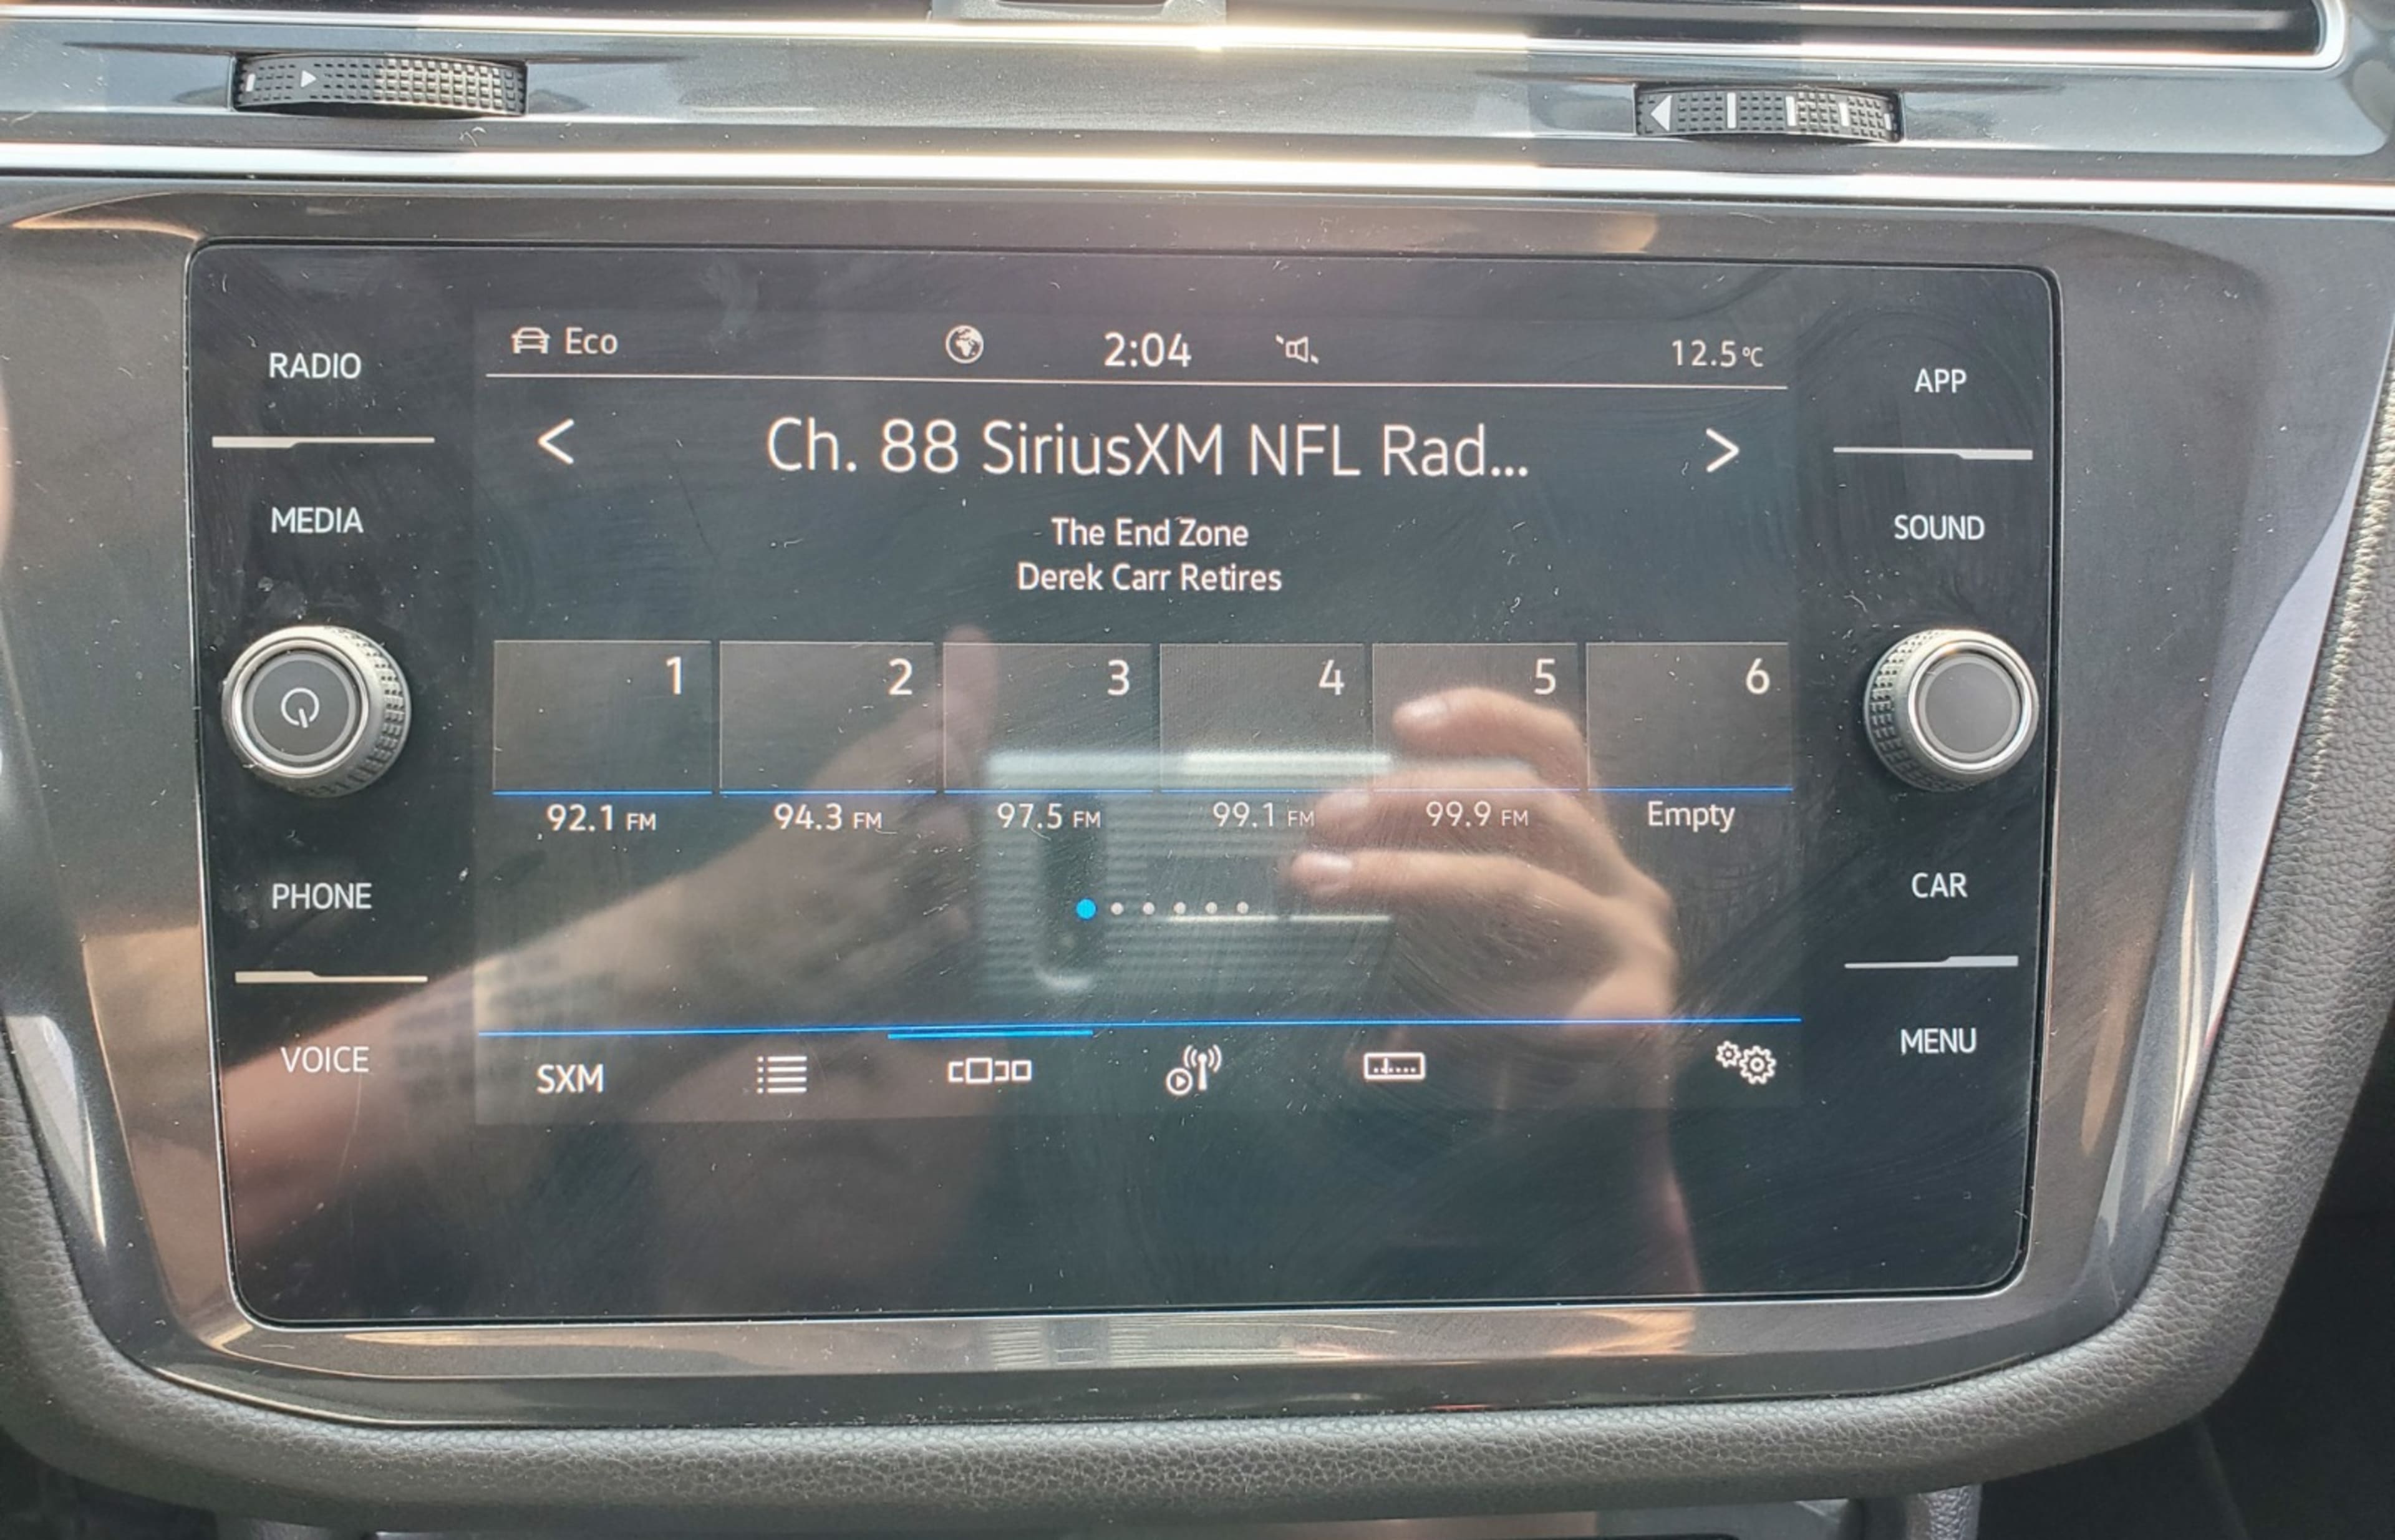 Eco 2:04 12.5°C
RADIO
APP
< Ch. 88 SiriusXM NFL Rad... >
MEDIA
SOUND
The End Zone
Derek Carr Retires
1 2 3 4 5 6
92.1 FM 94.3 FM 97.5 FM 99.1 FM 99.9 FM Empty
PHONE
CAR
VOICE
MENU
SXM